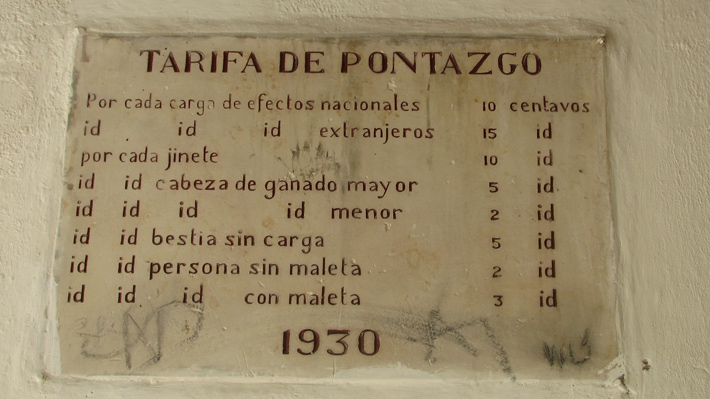 TARIFA DE PONTAZGO
Por cada carga de efectos nacionales 10 centavos
id id id extranjeros 15 id
por cada jinete 10 id
id id cabeza de ganado mayor 5 id
id id id id menor 2 id
id id bestia sin carga 5 id
id id persona sin maleta 2 id
id id id con maleta 3 id
1930